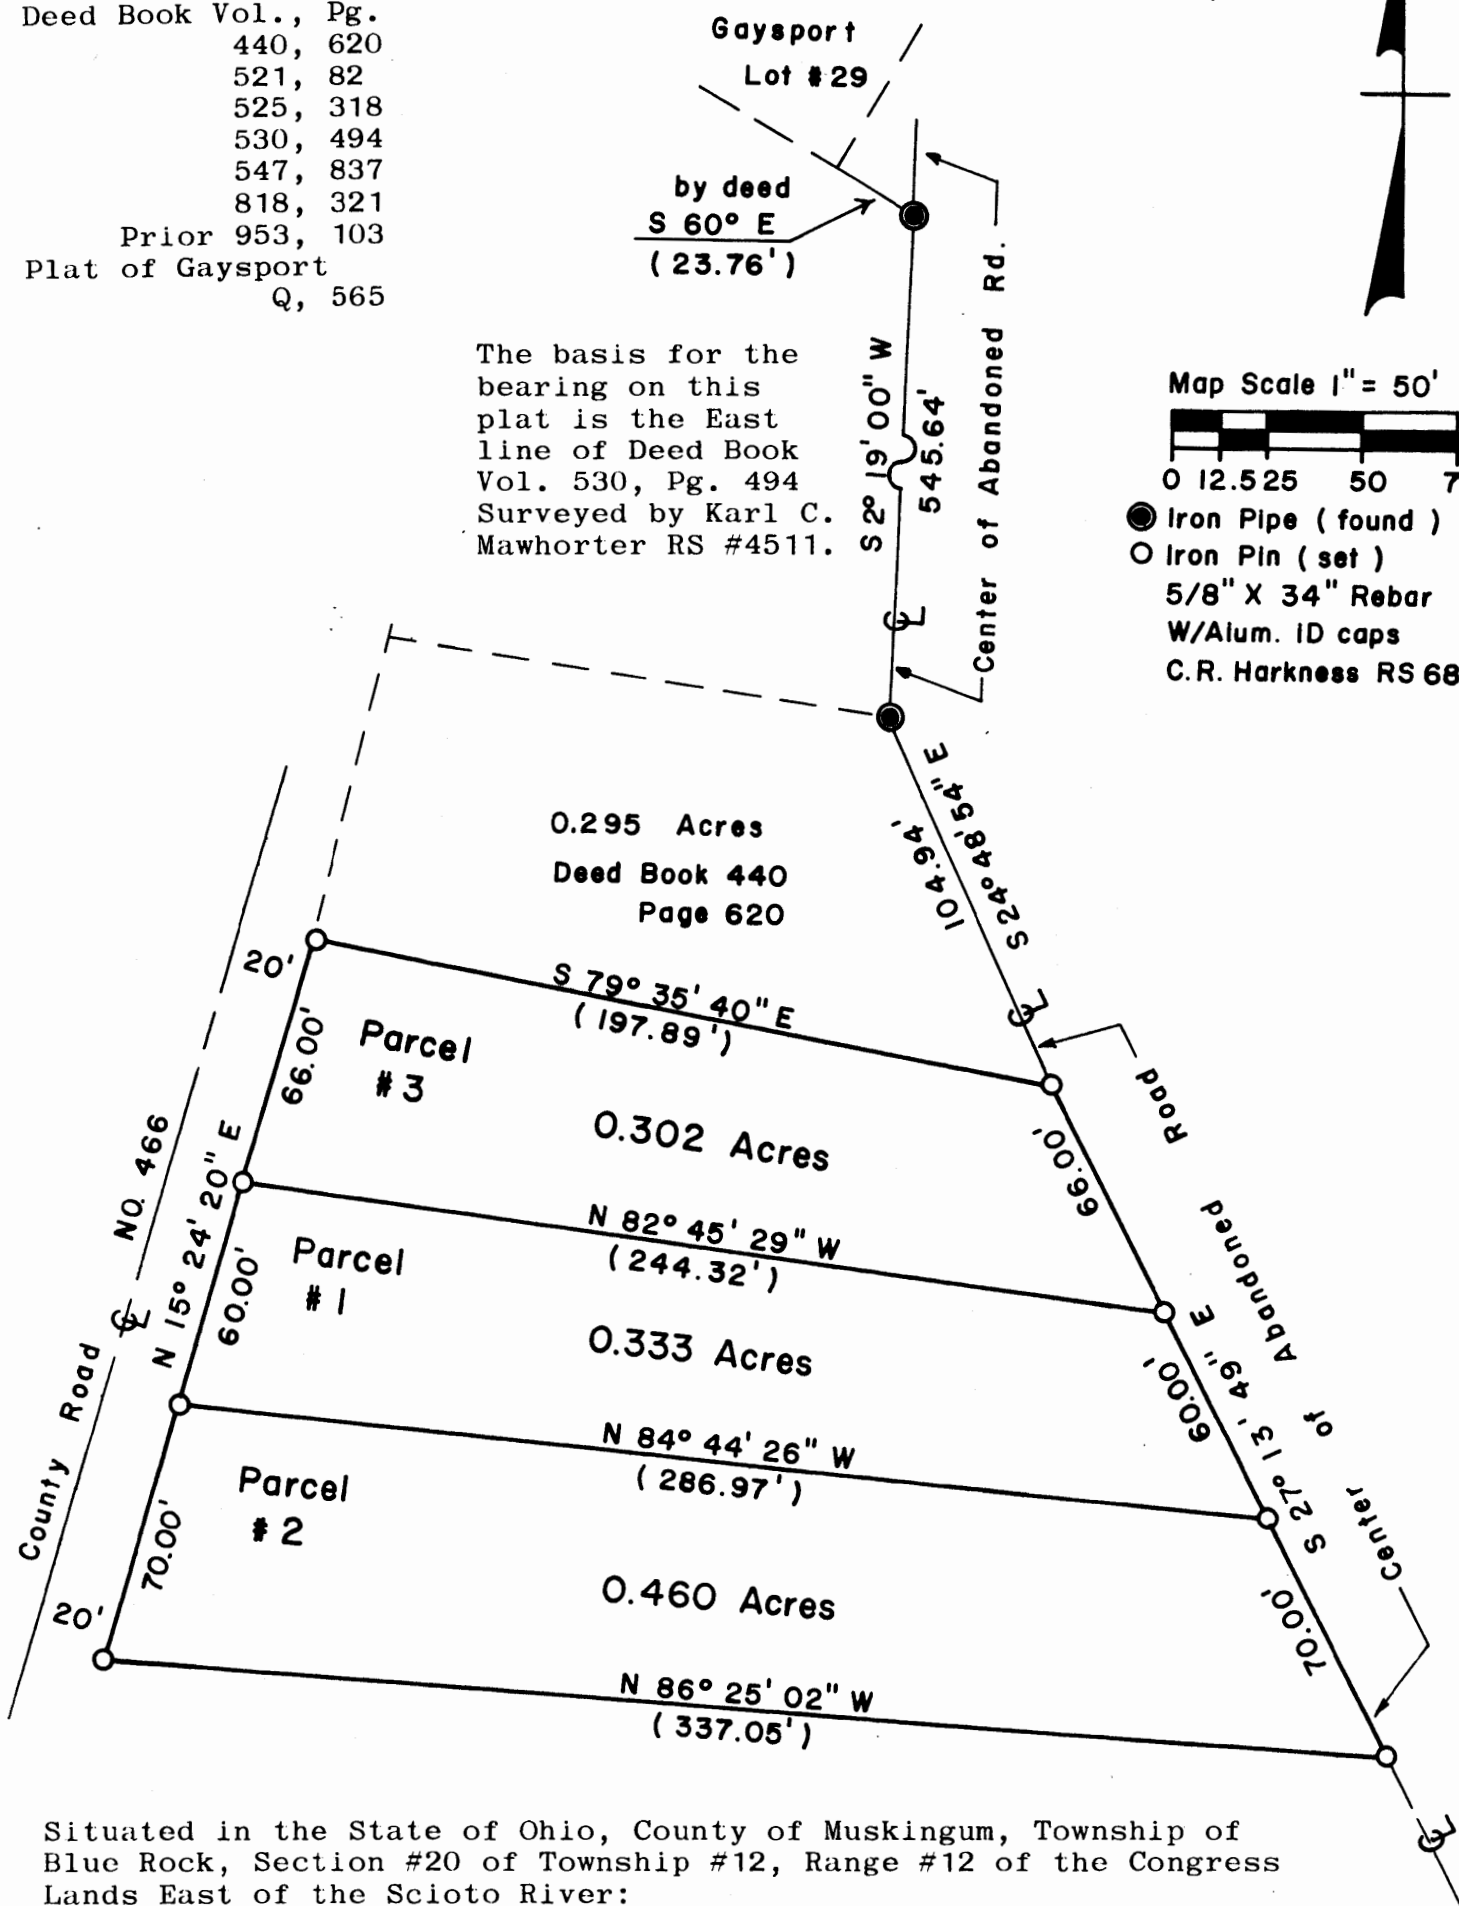 Deed Book Vol., Pg.
440, 620
521, 82
525, 318
530, 494
547, 837
818, 321
Prior 953, 103
Plat of Gaysport
Q, 565
Gaysport
Lot #29
by deed
S 60° E
(23.76')
The basis for the
bearing on this
plat is the East
line of Deed Book
Vol. 530, Pg. 494
Surveyed by Karl C.
Mawhorter RS #4511.
S 2° 19' 00" W
545.64'
Center of Abandoned Rd.
Map Scale 1" = 50'
0 12.5 25 50 7
Iron Pipe (found)
Iron Pin (set)
5/8" X 34" Rebar
W/Alum. ID caps
C.R. Harkness RS 68
CL
0.295 Acres
Deed Book 440
Page 620
S 24° 48' 54" E
104.94'
CL
20'
S 79° 35' 40" E
(197.89')
66.00'
Parcel
#3
0.302 Acres
66.00'
Center of Abandoned Road
County Road CL NO. 466
N 15° 24' 20" E
N 82° 45' 29" W
(244.32')
60.00'
Parcel
#1
0.333 Acres
60.00'
S 27° 13' 49" E
N 84° 44' 26" W
(286.97')
70.00'
Parcel
#2
0.460 Acres
70.00'
20'
N 86° 25' 02" W
(337.05')
CL
Situated in the State of Ohio, County of Muskingum, Township of
Blue Rock, Section #20 of Township #12, Range #12 of the Congress
Lands East of the Scioto River: